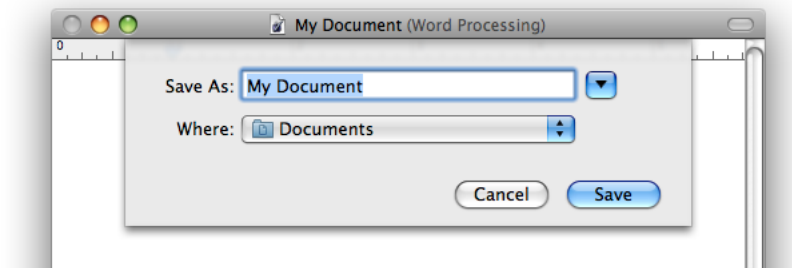 My Document (Word Processing)
0
Save As: My Document
Where: Documents
Cancel Save